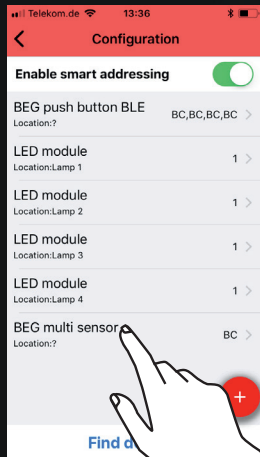 Telekom.de 13:36
Configuration
Enable smart addressing
BEG push button BLE BC,BC,BC,BC
Location:?
LED module 1
Location:Lamp 1
LED module 1
Location:Lamp 2
LED module 1
Location:Lamp 3
LED module 1
Location:Lamp 4
BEG multi sensor BC
Location:?
+
Find